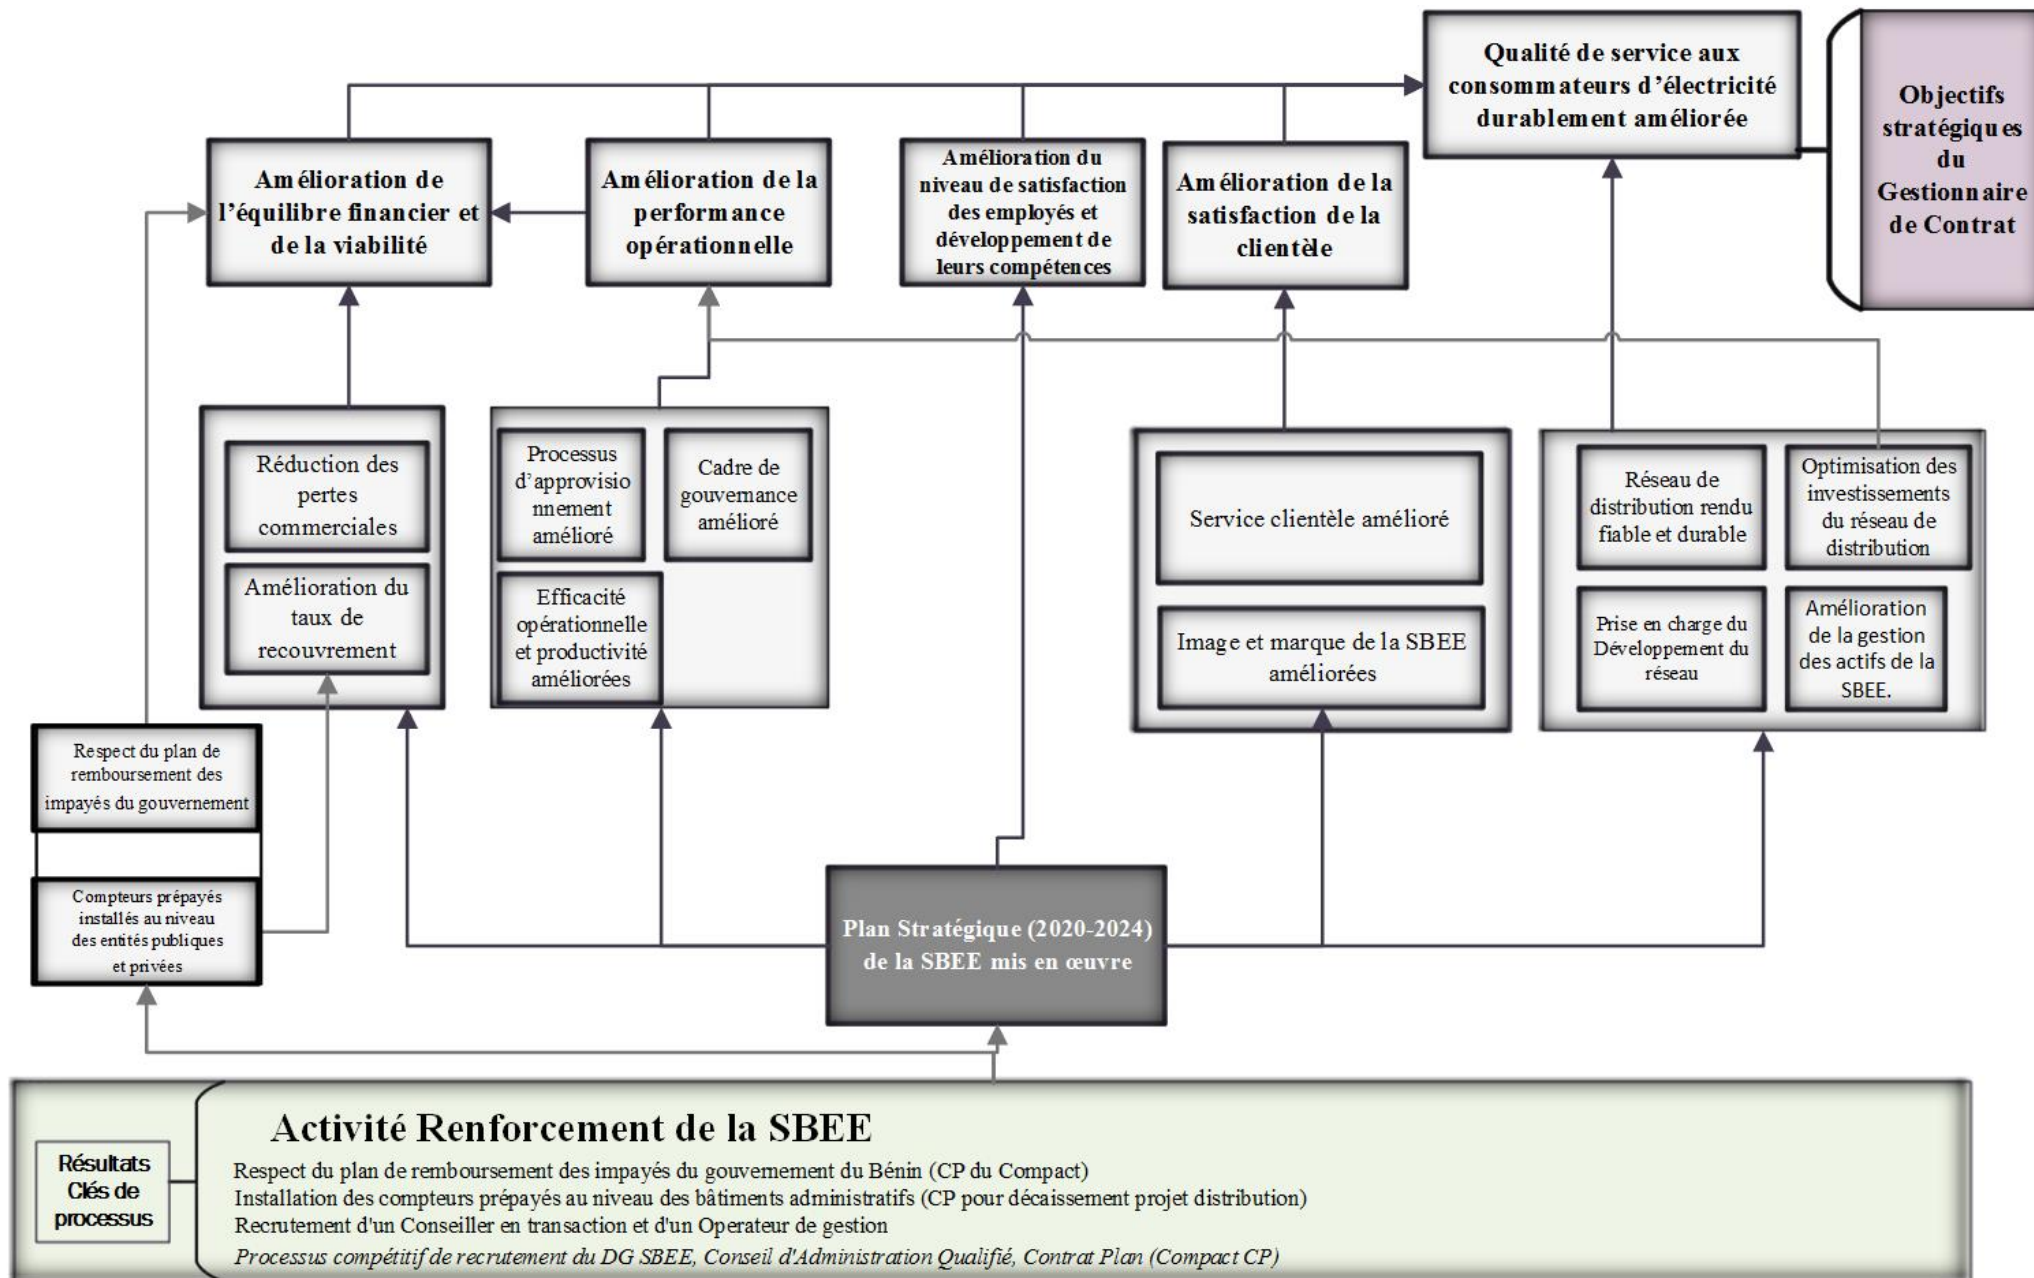 Qualité de service aux
consommateurs d'électricité
durablement améliorée
Objectifs
stratégiques
du
Gestionnaire
de Contrat
Amélioration de
l'équilibre financier et
de la viabilité
Amélioration de la
performance
opérationnelle
Amélioration du
niveau de satisfaction
des employés et
développement de
leurs compétences
Amélioration de la
satisfaction de la
clientèle
Réduction des
pertes
commerciales
Amélioration du
taux de
recouvrement
Processus
d'approvisio
nnement
amélioré
Cadre de
gouvernance
amélioré
Efficacité
opérationnelle
et productivité
améliorées
Service clientèle amélioré
Image et marque de la SBEE
améliorées
Réseau de
distribution rendu
fiable et durable
Optimisation des
investissements
du réseau de
distribution
Prise en charge du
Développement du
réseau
Amélioration
de la gestion
des actifs de la
SBEE.
Respect du plan de
remboursement des
impayés du gouvernement
Compteurs prépayés
installés au niveau
des entités publiques
et privées
Plan Stratégique (2020-2024)
de la SBEE mis en œuvre
Résultats
Clés de
processus
Activité Renforcement de la SBEE
Respect du plan de remboursement des impayés du gouvernement du Bénin (CP du Compact)
Installation des compteurs prépayés au niveau des bâtiments administratifs (CP pour décaissement projet distribution)
Recrutement d'un Conseiller en transaction et d'un Operateur de gestion
Processus compétitif de recrutement du DG SBEE, Conseil d'Administration Qualifié, Contrat Plan (Compact CP)